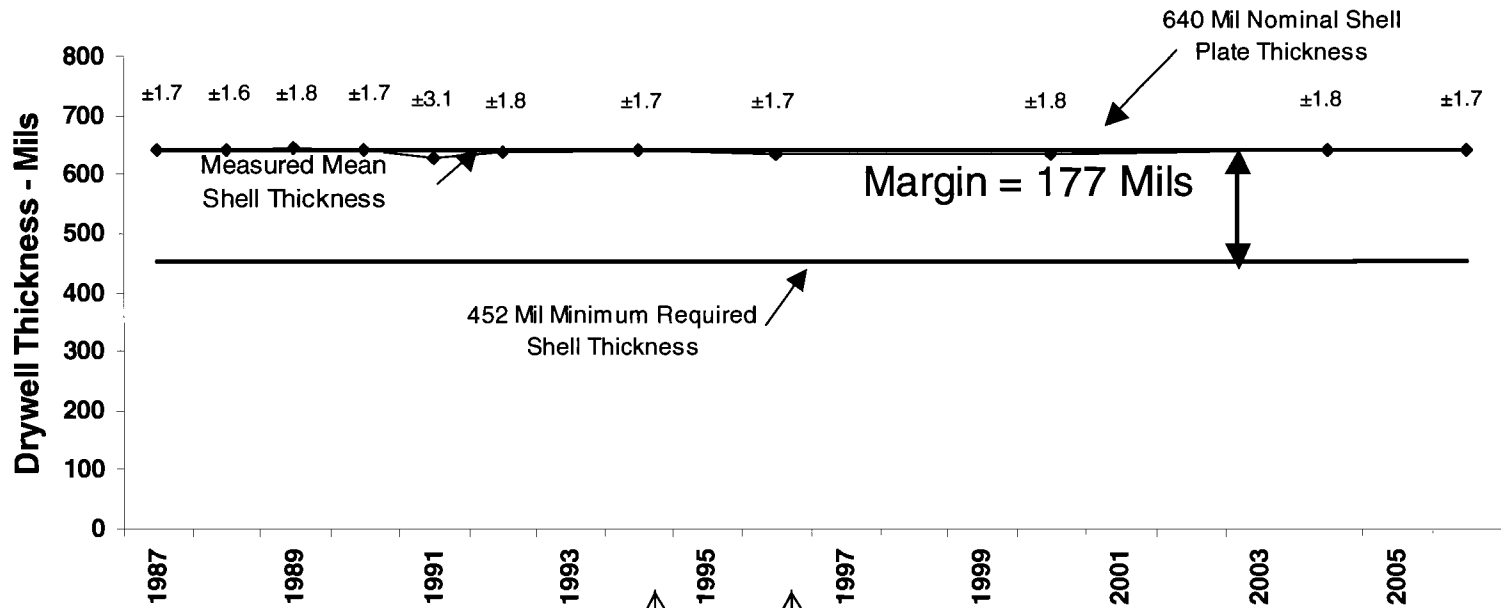 640 Mil Nominal Shell
Plate Thickness
800
±1.7 ±1.6 ±1.8 ±1.7 ±3.1 ±1.8 ±1.7 ±1.7 ±1.8 ±1.8 ±1.7
700
Measured Mean
Shell Thickness
600
Margin = 177 Mils
500
400
452 Mil Minimum Required
Shell Thickness
300
200
100
0
Drywell Thickness - Mils
1987 1989 1991 1993 1995 1997 1999 2001 2003 2005